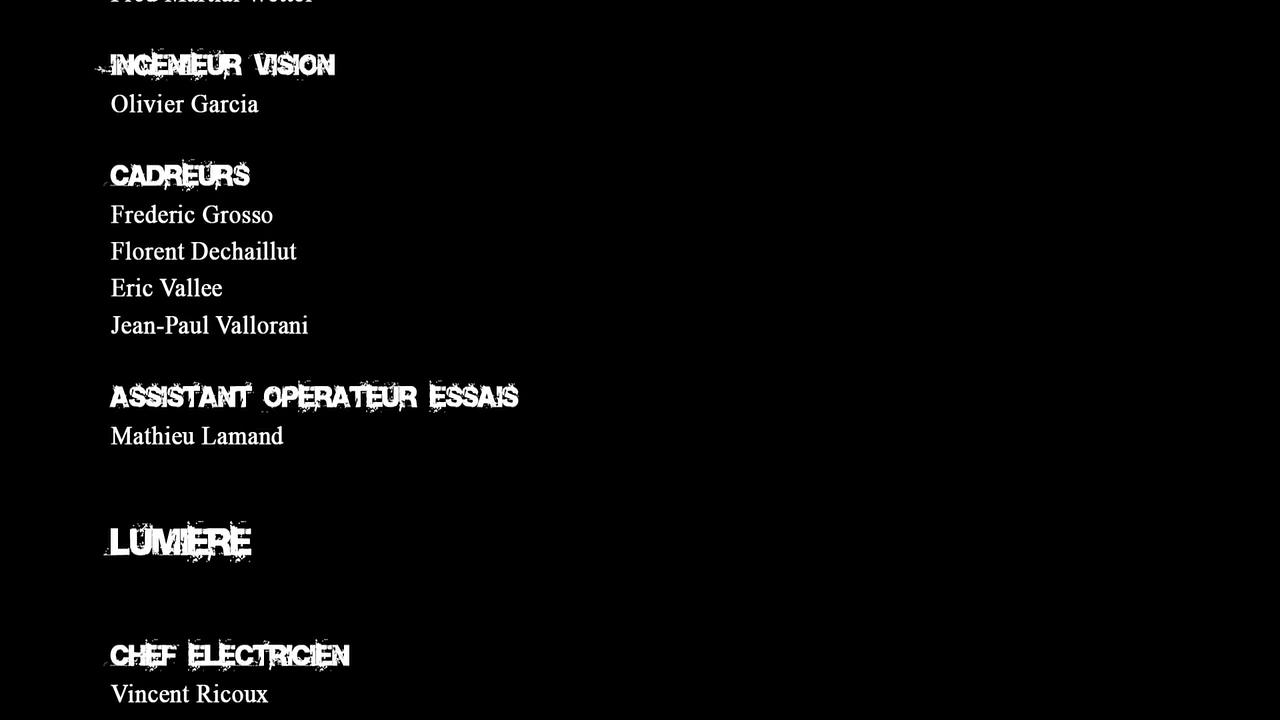 INGENIEUR VISION
Olivier Garcia
CADREURS
Frederic Grosso
Florent Dechaillut
Eric Vallee
Jean-Paul Vallorani
ASSISTANT OPERATEUR ESSAIS
Mathieu Lamand
LUMIERE
CHEF ELECTRICIEN
Vincent Ricoux